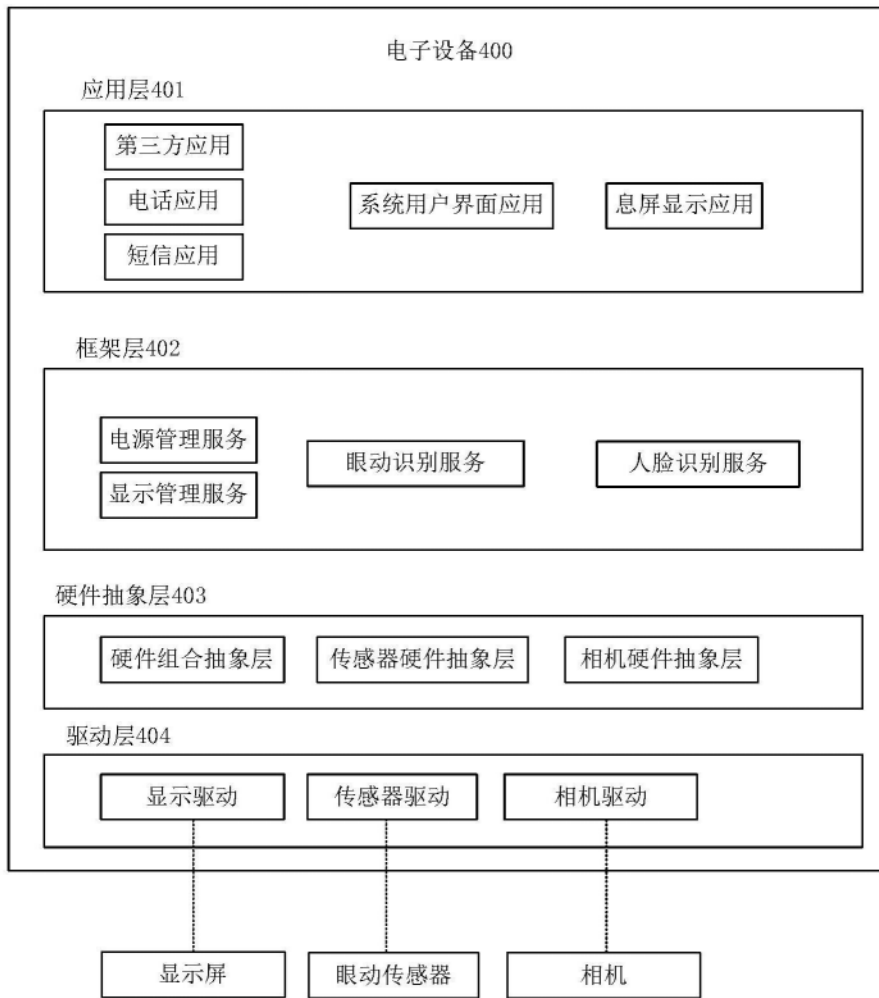 电子设备400
应用层401
第三方应用
电话应用
短信应用
系统用户界面应用
息屏显示应用
框架层402
电源管理服务
显示管理服务
眼动识别服务
人脸识别服务
硬件抽象层403
硬件组合抽象层
传感器硬件抽象层
相机硬件抽象层
驱动层404
显示驱动
传感器驱动
相机驱动
显示屏
眼动传感器
相机